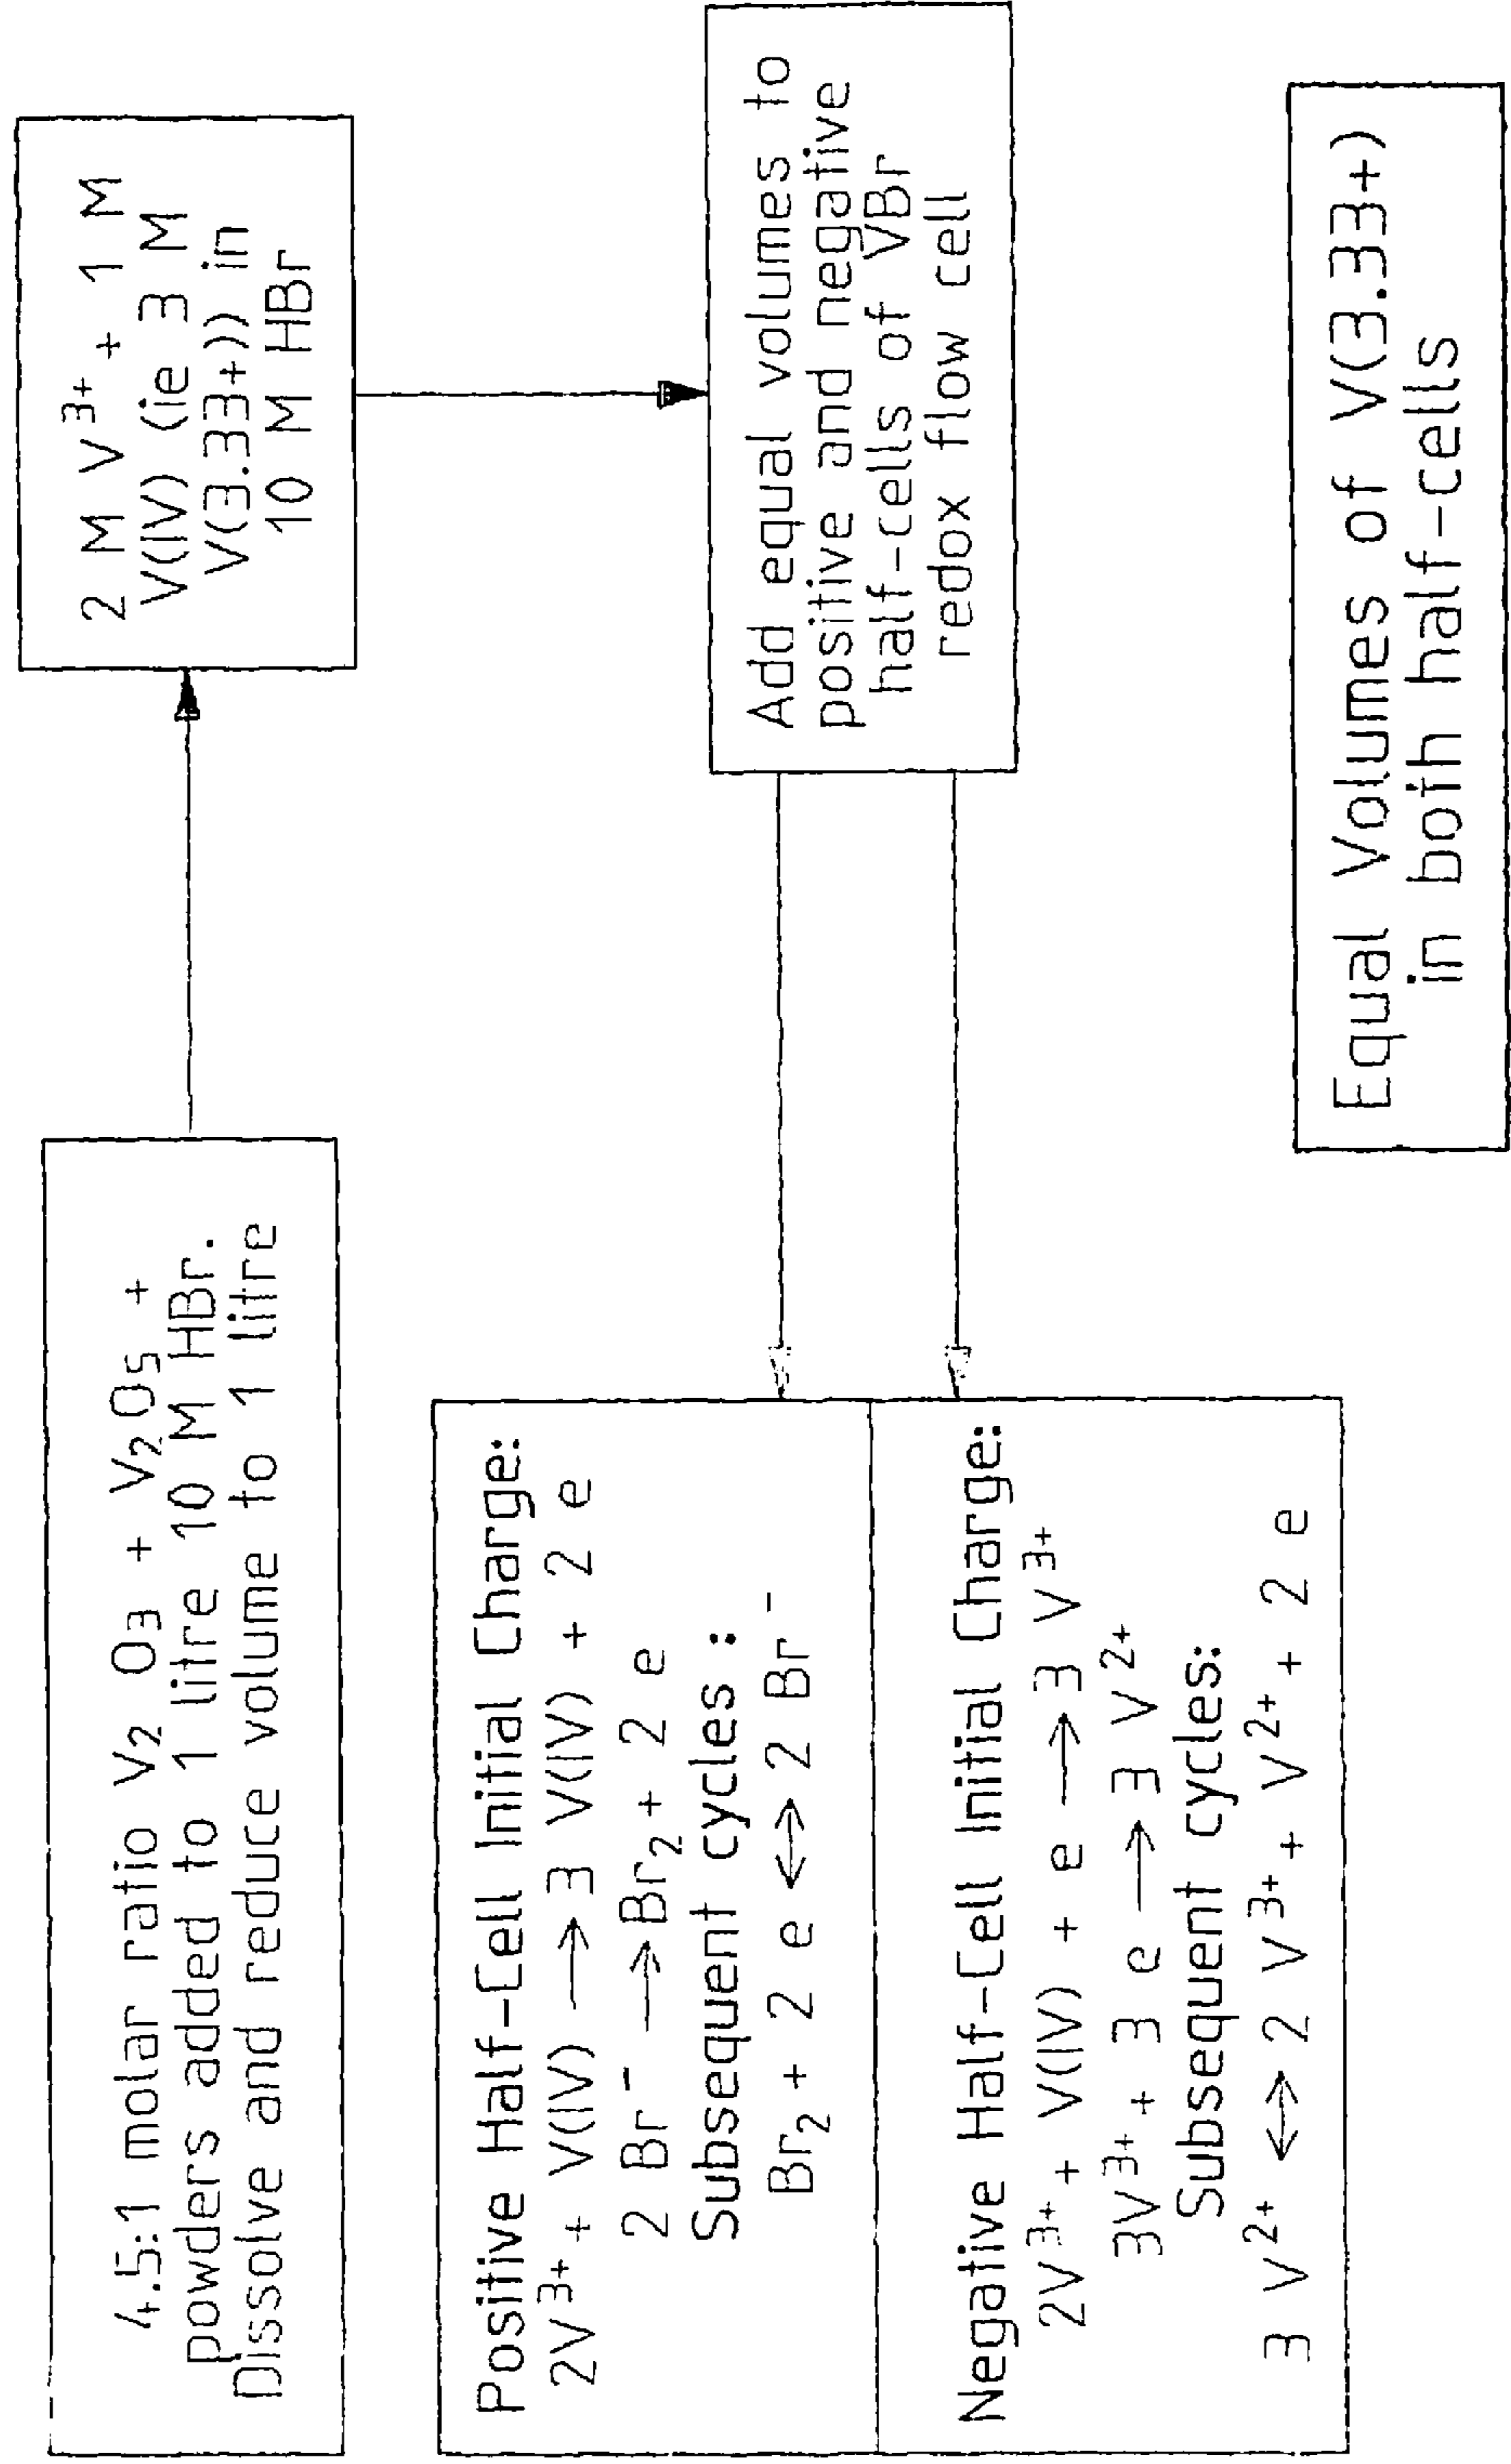 4.5:1 molar ratio V₂ O₃ + V₂O₅ +
powders added to 1 litre 10 M HBr.
Dissolve and reduce volume to 1 litre
2 M V³⁺ + 1 M
V(IV) (ie 3 M
V(3.33+)) in
10 M HBr
Add equal volumes to
positive and negative
half-cells of VBr
redox flow cell
Positive Half-Cell Initial Charge:
2V³⁺ + V(IV) ⟶ 3 V(IV) + 2 e
2 Br⁻ ⟶ Br₂ + 2 e
Subsequent cycles :
Br₂ + 2 e ⟷ 2 Br⁻
Negative Half-Cell Initial Charge:
2V³⁺ + V(IV) + e ⟶ 3 V³⁺
3V³⁺ + 3 e ⟶ 3 V²⁺
Subsequent cycles:
3 V²⁺ ⟷ 2 V³⁺ + V²⁺ + 2 e
Equal Volumes of V(3.33+)
in both half-cells